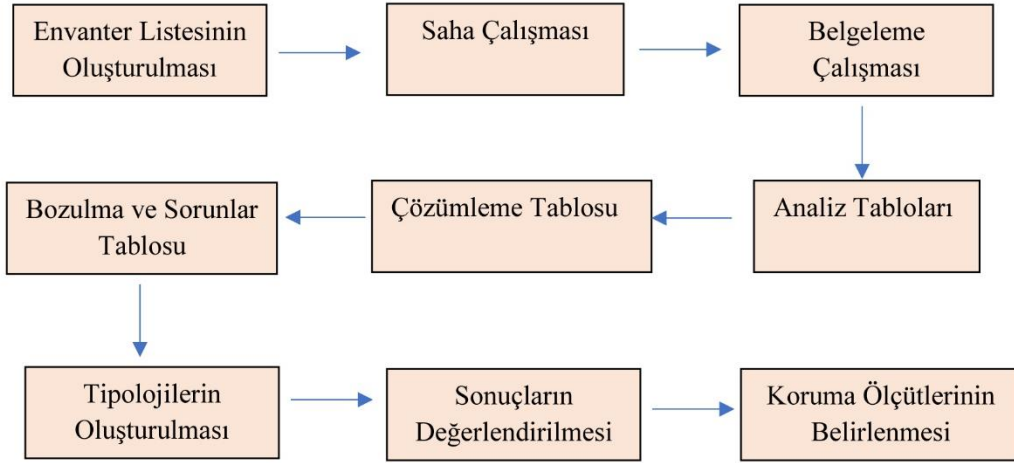 Envanter Listesinin
Oluşturulması
Saha Çalışması
Belgeleme
Çalışması
Analiz Tabloları
Çözümleme Tablosu
Bozulma ve Sorunlar
Tablosu
Tipolojilerin
Oluşturulması
Sonuçların
Değerlendirilmesi
Koruma Ölçütlerinin
Belirlenmesi